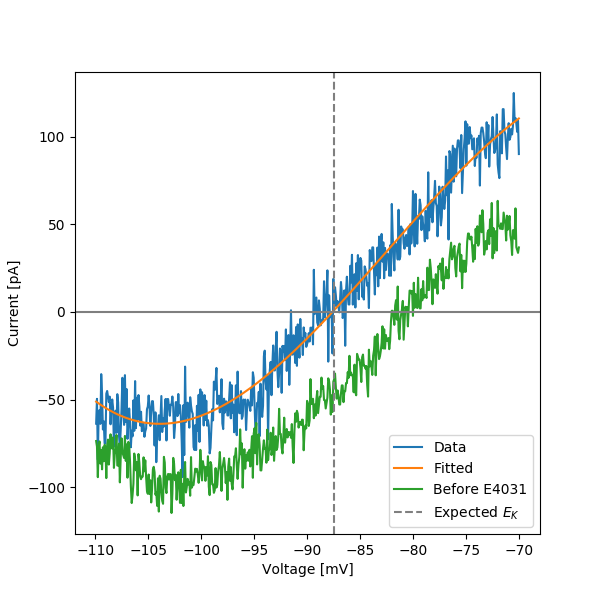 100
50
0
−50
−100
Current [pA]
Data
Fitted
Before E4031
Expected E_K
−110 −105 −100 −95 −90 −85 −80 −75 −70
Voltage [mV]